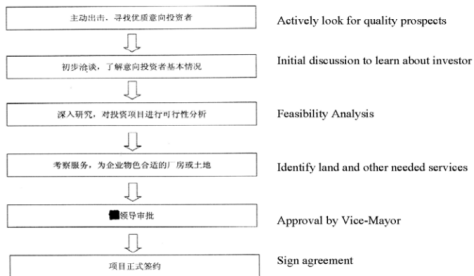 主动出击，寻找优质意向投资者
Actively look for quality prospects
初步洽谈，了解意向投资者基本情况
Initial discussion to learn about investor
深入研究，对投资项目进行可行性分析
Feasibility Analysis
考察服务，为企业物色合适的厂房或土地
Identify land and other needed services
领导审批
Approval by Vice-Mayor
项目正式签约
Sign agreement